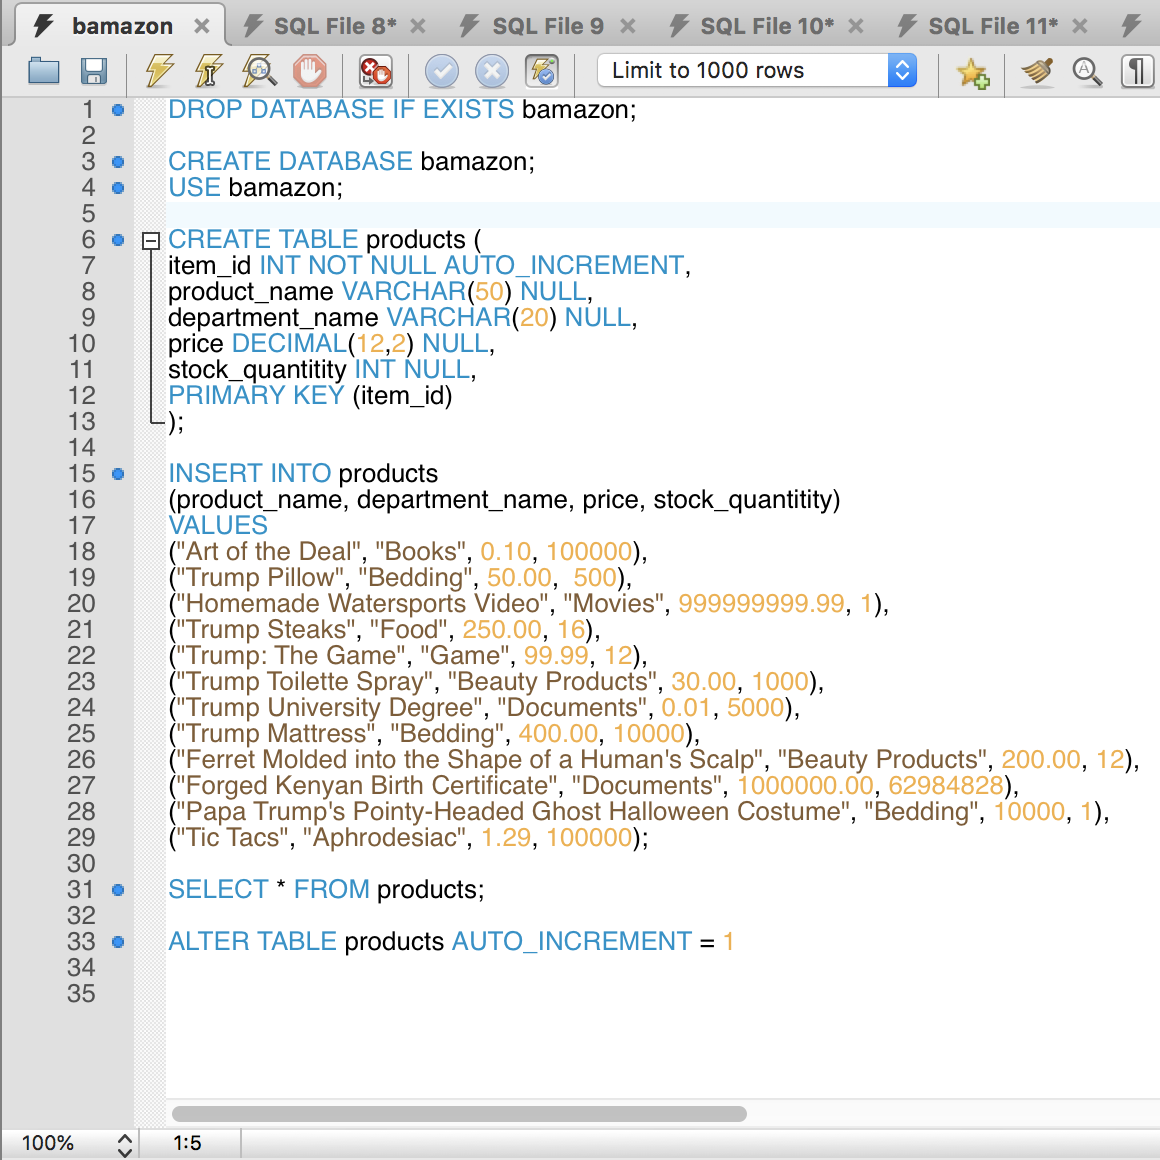 bamazon SQL File 8* SQL File 9 SQL File 10* SQL File 11*
Limit to 1000 rows
1 DROP DATABASE IF EXISTS bamazon;
2
3 CREATE DATABASE bamazon;
4 USE bamazon;
5
6 CREATE TABLE products (
7 item_id INT NOT NULL AUTO_INCREMENT,
8 product_name VARCHAR(50) NULL,
9 department_name VARCHAR(20) NULL,
10 price DECIMAL(12,2) NULL,
11 stock_quantitity INT NULL,
12 PRIMARY KEY (item_id)
13 );
14
15 INSERT INTO products
16 (product_name, department_name, price, stock_quantitity)
17 VALUES
18 ("Art of the Deal", "Books", 0.10, 100000),
19 ("Trump Pillow", "Bedding", 50.00,  500),
20 ("Homemade Watersports Video", "Movies", 999999999.99, 1),
21 ("Trump Steaks", "Food", 250.00, 16),
22 ("Trump: The Game", "Game", 99.99, 12),
23 ("Trump Toilette Spray", "Beauty Products", 30.00, 1000),
24 ("Trump University Degree", "Documents", 0.01, 5000),
25 ("Trump Mattress", "Bedding", 400.00, 10000),
26 ("Ferret Molded into the Shape of a Human's Scalp", "Beauty Products", 200.00, 12),
27 ("Forged Kenyan Birth Certificate", "Documents", 1000000.00, 62984828),
28 ("Papa Trump's Pointy-Headed Ghost Halloween Costume", "Bedding", 10000, 1),
29 ("Tic Tacs", "Aphrodesiac", 1.29, 100000);
30
31 SELECT * FROM products;
32
33 ALTER TABLE products AUTO_INCREMENT = 1
34
35
100% 1:5